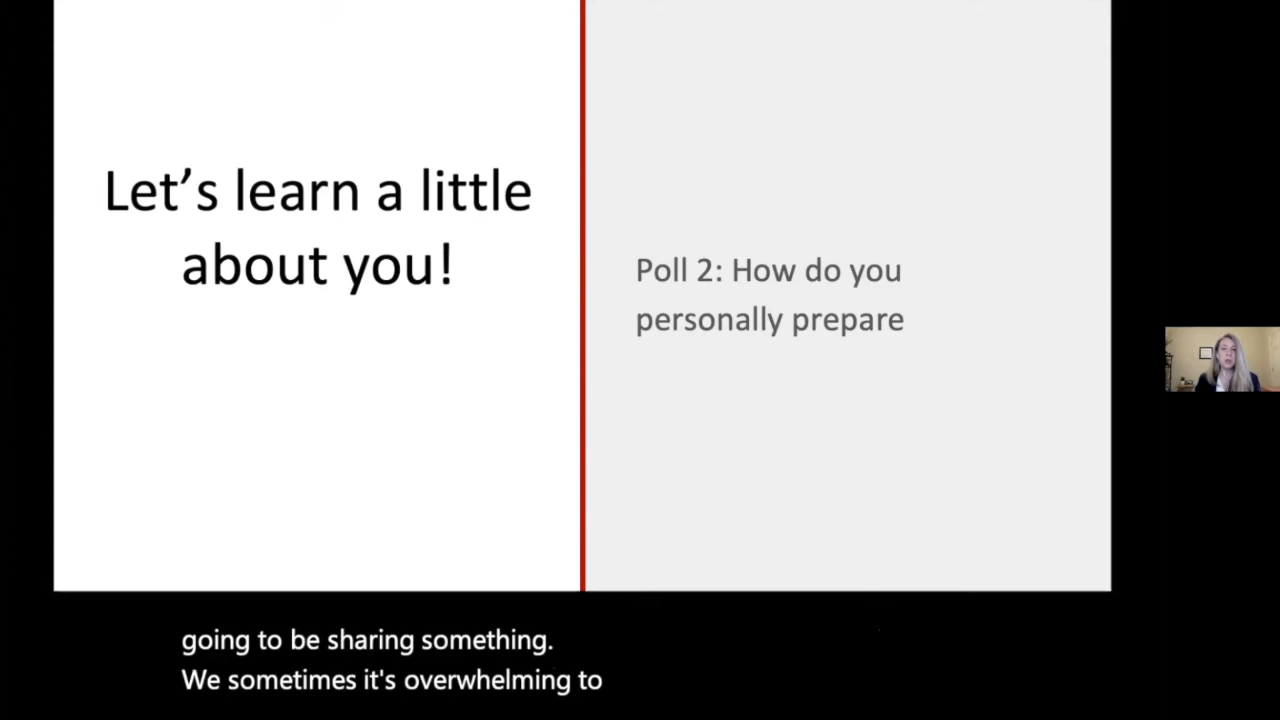 Let’s learn a little
about you!
Poll 2: How do you
personally prepare
going to be sharing something.
We sometimes it's overwhelming to